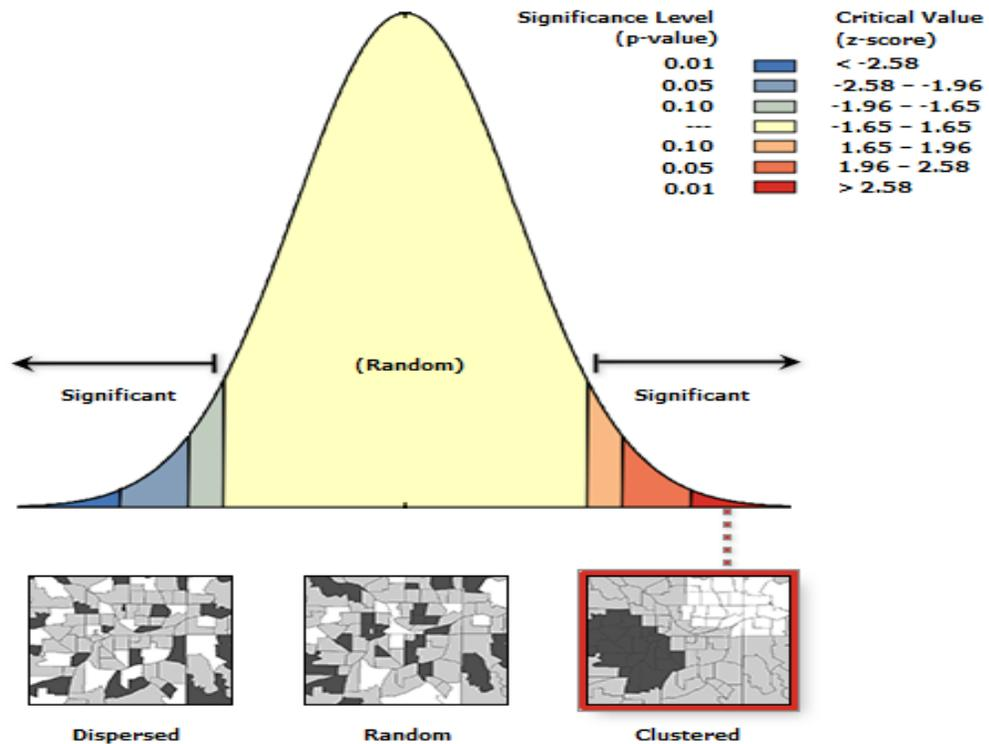 Significance Level Critical Value
(p-value) (z-score)
0.01 < -2.58
0.05 -2.58 – -1.96
0.10 -1.96 – -1.65
--- -1.65 – 1.65
0.10 1.65 – 1.96
0.05 1.96 – 2.58
0.01 > 2.58
(Random)
Significant Significant
Dispersed Random Clustered